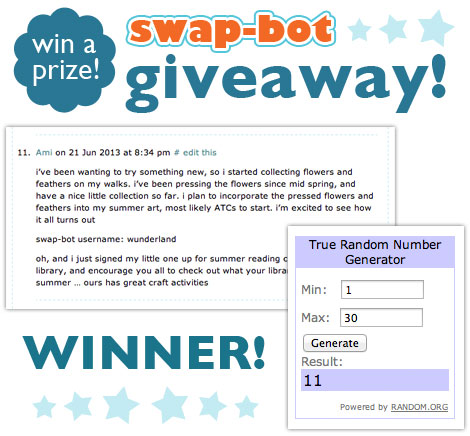 win a
prize!
swap-bot
giveaway!
11. Ami on 21 Jun 2013 at 8:34 pm # edit this
i've been wanting to try something new, so i started collecting flowers and
feathers on my walks. i've been pressing the flowers since mid spring, and
have a nice little collection so far. i plan to incorporate the pressed flowers and
feathers into my summer art, most likely ATCs to start. i'm excited to see how
it all turns out
swap-bot username: wunderland
oh, and i just signed my little one up for summer reading
library, and encourage you all to check out what your
summer ... ours has great craft activities
True Random Number
Generator
Min: 1
Max: 30
Generate
Result:
11
Powered by RANDOM.ORG
WINNER!